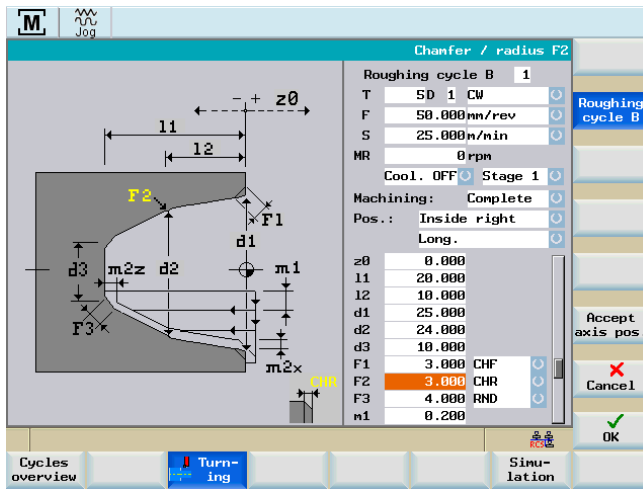 M
Jog
Chamfer / radius F2
z0
l1
l2
F2
F1
d1
d3
m2z
d2
m1
F3
m2x
CHR
Roughing cycle B 1
T 5 D 1 CW
F 50.000 mm/rev
S 25.000 m/min
MR 0 rpm
Cool. OFF Stage 1
Machining: Complete
Pos.: Inside right
Long.
z0 0.000
l1 20.000
l2 10.000
d1 25.000
d2 24.000
d3 10.000
F1 3.000 CHF
F2 3.000 CHR
F3 4.000 RND
m1 0.200
Roughing
cycle B
Accept
axis pos
Cancel
OK
RCS
Cycles
overview
Turn-
ing
Simu-
lation